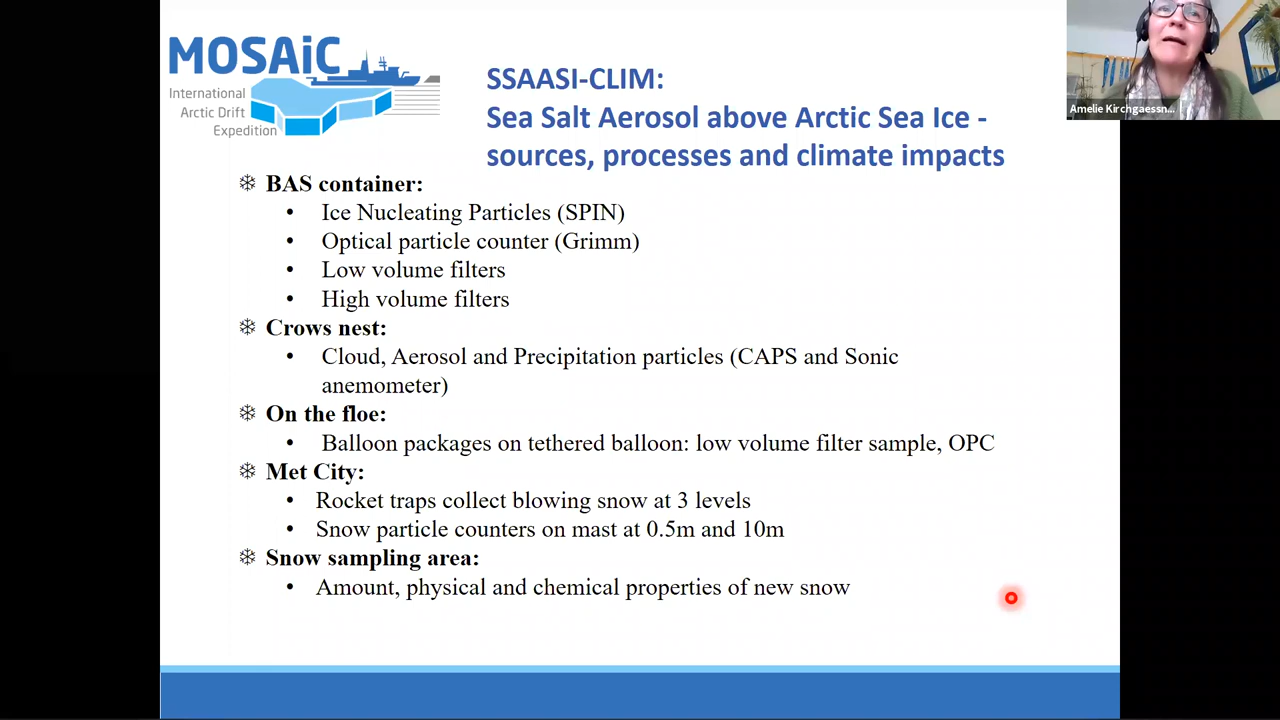 MOSAiC
International
Arctic Drift
Expedition
SSAASI-CLIM:
Sea Salt Aerosol above Arctic Sea Ice -
sources, processes and climate impacts
Amelie Kirchgaessn...
BAS container:
• Ice Nucleating Particles (SPIN)
• Optical particle counter (Grimm)
• Low volume filters
• High volume filters
Crows nest:
• Cloud, Aerosol and Precipitation particles (CAPS and Sonic
anemometer)
On the floe:
• Balloon packages on tethered balloon: low volume filter sample, OPC
Met City:
• Rocket traps collect blowing snow at 3 levels
• Snow particle counters on mast at 0.5m and 10m
Snow sampling area:
• Amount, physical and chemical properties of new snow